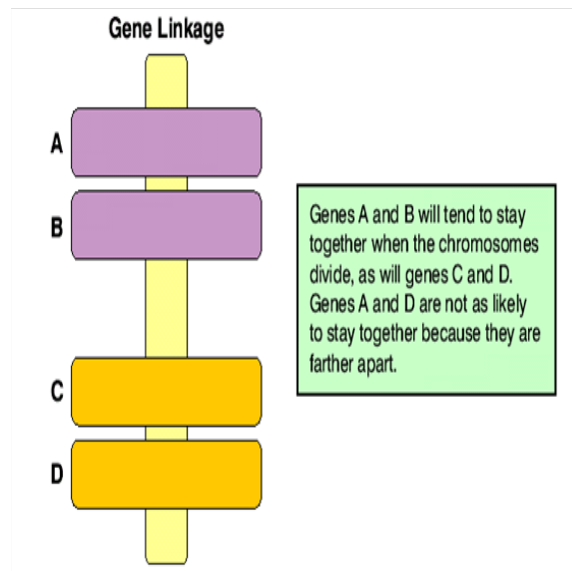 Gene Linkage
A
B
Genes A and B will tend to stay
together when the chromosomes
divide, as will genes C and D.
Genes A and D are not as likely
to stay together because they are
farther apart.
C
D